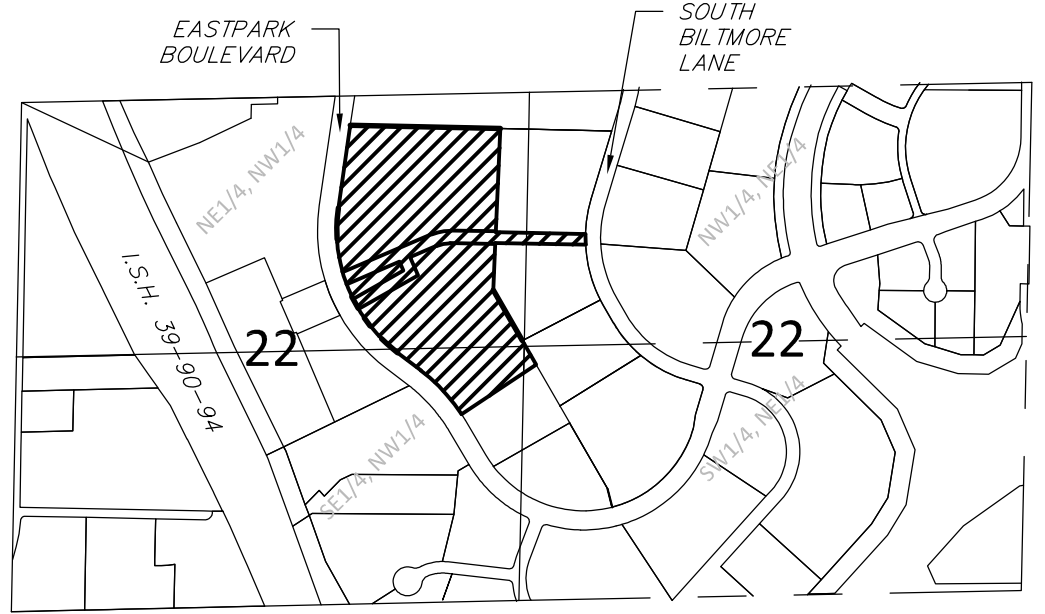 EASTPARK
BOULEVARD
SOUTH
BILTMORE
LANE
NE1/4, NW1/4
NW1/4, NE1/4
I.S.H. 39-90-94
22
22
SE1/4, NW1/4
SW1/4, NE1/4